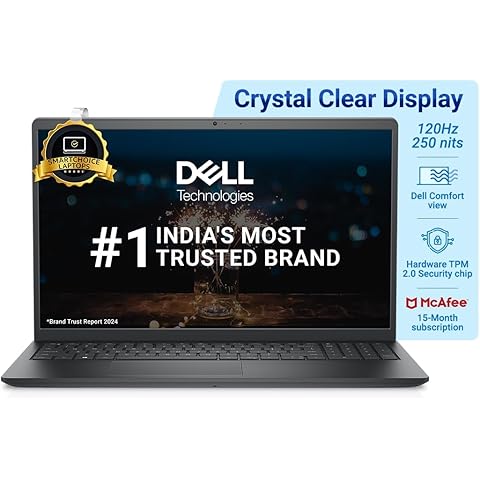 Crystal Clear Display
120Hz
250 nits
Dell Comfort
view
Hardware TPM
2.0 Security chip
McAfee
15-Month
subscription
SMARTCHOICE
LAPTOPS
DELL
Technologies
#1 INDIA'S MOST
TRUSTED BRAND
*Brand Trust Report 2024